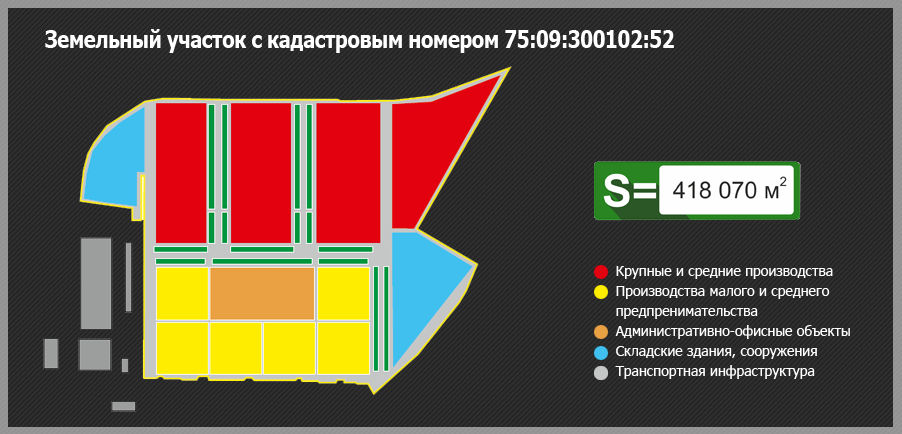 Земельный участок с кадастровым номером 75:09:300102:52
S= 418 070 м²
Крупные и средние производства
Производства малого и среднего
предпренимательства
Административно-офисные объекты
Складские здания, сооружения
Транспортная инфраструктура